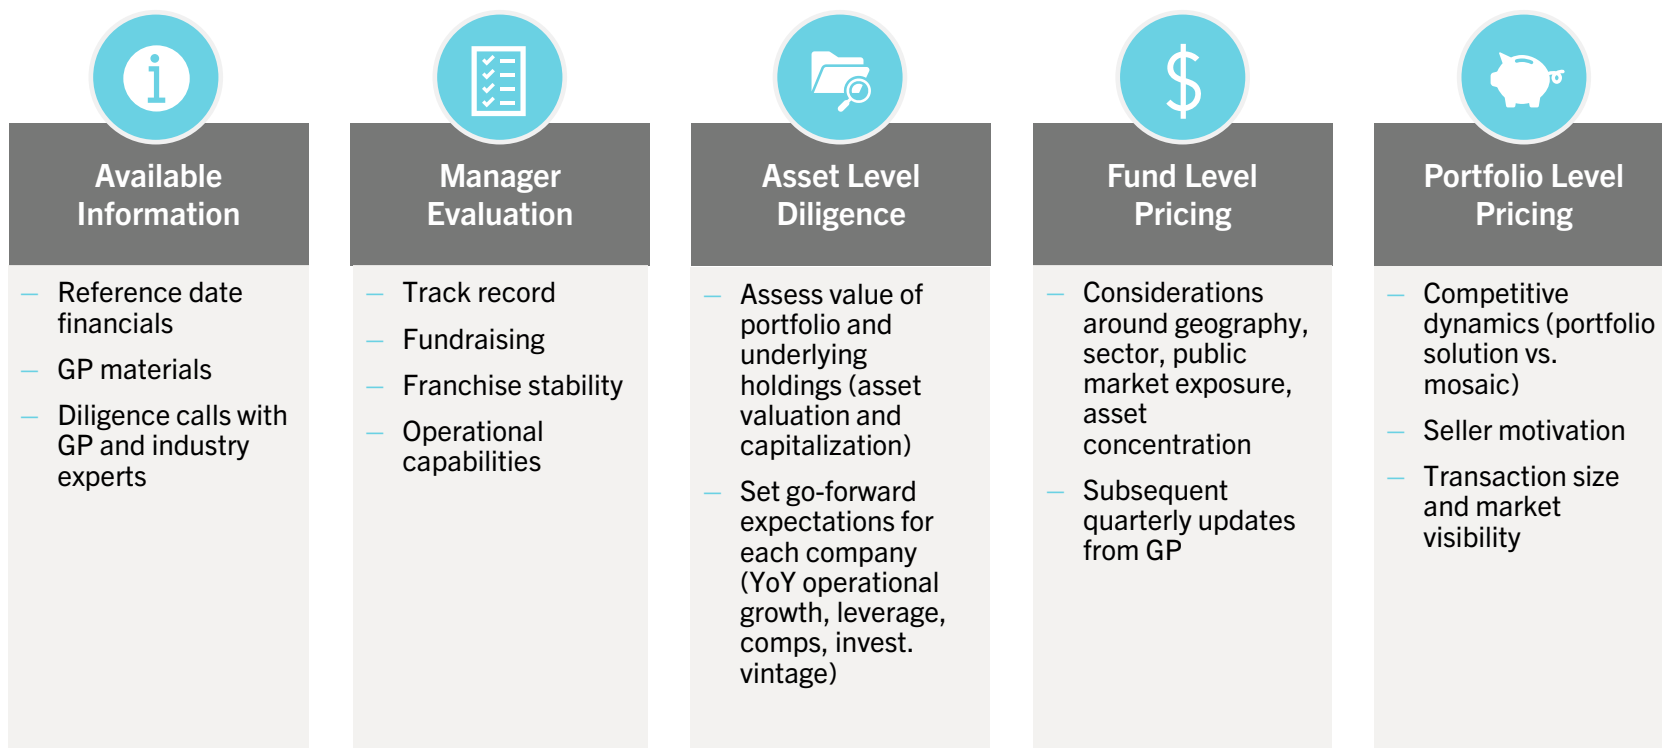 Available
Information
Reference date
financials
GP materials
Diligence calls with
GP and industry
experts
Manager
Evaluation
Track record
Fundraising
Franchise stability
Operational
capabilities
Asset Level
Diligence
Assess value of
portfolio and
underlying
holdings (asset
valuation and
capitalization)
Set go-forward
expectations for
each company
(YoY operational
growth, leverage,
comps, invest.
vintage)
Fund Level
Pricing
Considerations
around geography,
sector, public
market exposure,
asset
concentration
Subsequent
quarterly updates
from GP
Portfolio Level
Pricing
Competitive
dynamics (portfolio
solution vs.
mosaic)
Seller motivation
Transaction size
and market
visibility